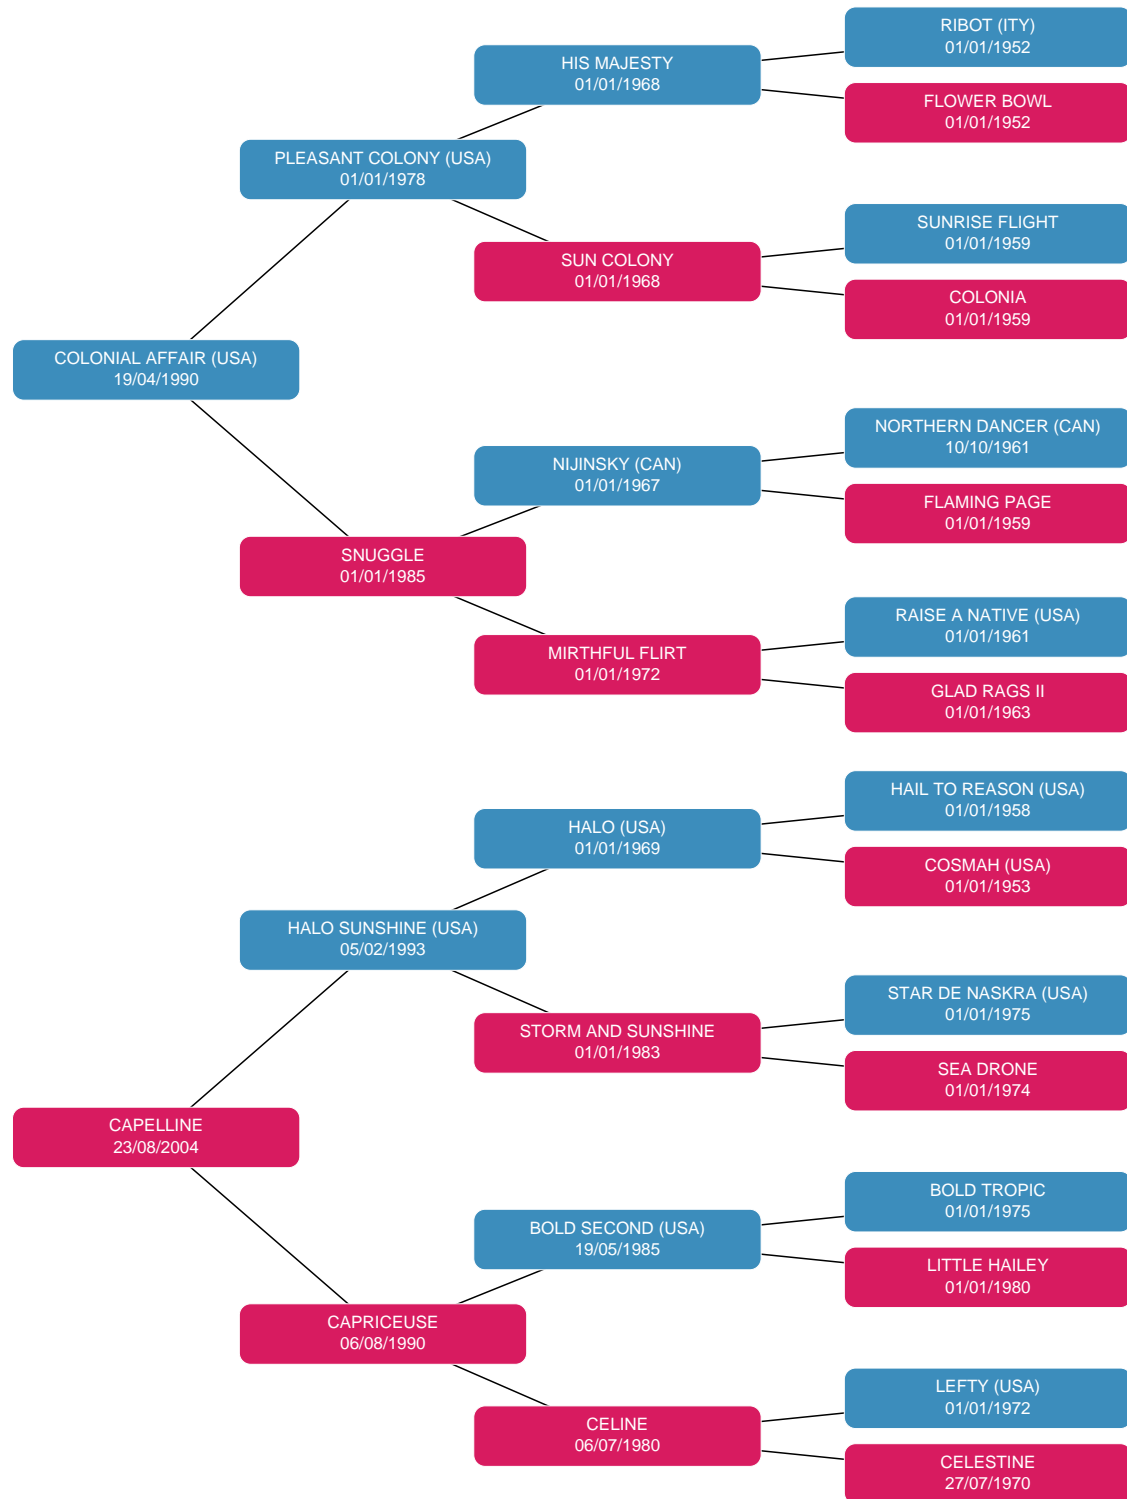 RIBOT (ITY)
01/01/1952
HIS MAJESTY
01/01/1968
FLOWER BOWL
01/01/1952
PLEASANT COLONY (USA)
01/01/1978
SUNRISE FLIGHT
01/01/1959
SUN COLONY
01/01/1968
COLONIA
01/01/1959
COLONIAL AFFAIR (USA)
19/04/1990
NORTHERN DANCER (CAN)
10/10/1961
NIJINSKY (CAN)
01/01/1967
FLAMING PAGE
01/01/1959
SNUGGLE
01/01/1985
RAISE A NATIVE (USA)
01/01/1961
MIRTHFUL FLIRT
01/01/1972
GLAD RAGS II
01/01/1963
HAIL TO REASON (USA)
01/01/1958
HALO (USA)
01/01/1969
COSMAH (USA)
01/01/1953
HALO SUNSHINE (USA)
05/02/1993
STAR DE NASKRA (USA)
01/01/1975
STORM AND SUNSHINE
01/01/1983
SEA DRONE
01/01/1974
CAPELLINE
23/08/2004
BOLD TROPIC
01/01/1975
BOLD SECOND (USA)
19/05/1985
LITTLE HAILEY
01/01/1980
CAPRICEUSE
06/08/1990
LEFTY (USA)
01/01/1972
CELINE
06/07/1980
CELESTINE
27/07/1970